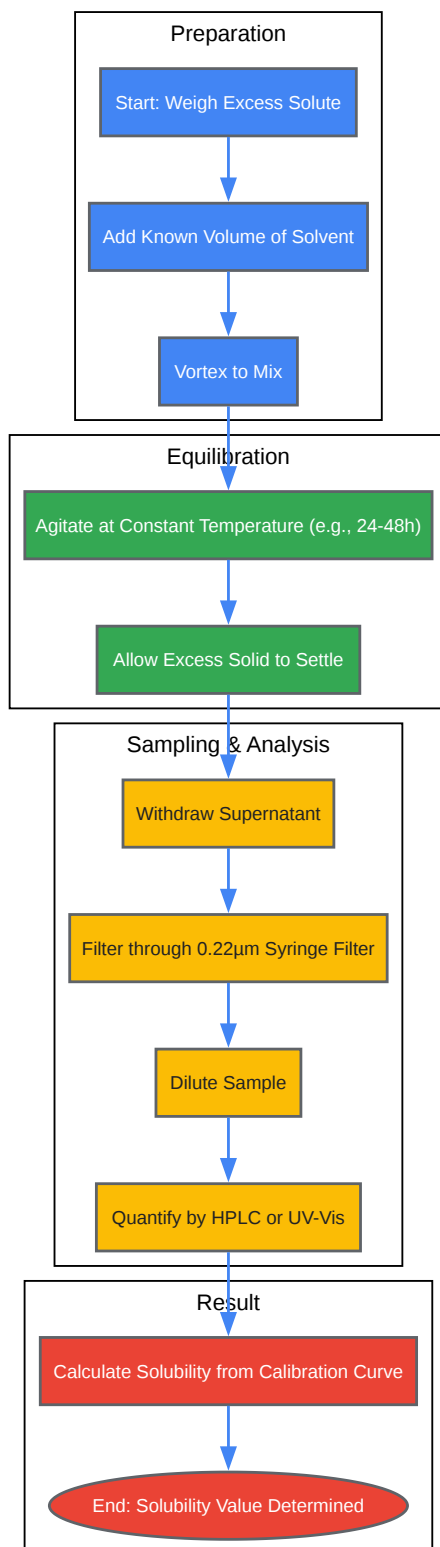 Preparation
Start: Weigh Excess Solute
Add Known Volume of Solvent
Vortex to Mix
Equilibration
Agitate at Constant Temperature (e.g., 24-48h)
Allow Excess Solid to Settle
Sampling & Analysis
Withdraw Supernatant
Filter through 0.22µm Syringe Filter
Dilute Sample
Quantify by HPLC or UV-Vis
Result
Calculate Solubility from Calibration Curve
End: Solubility Value Determined